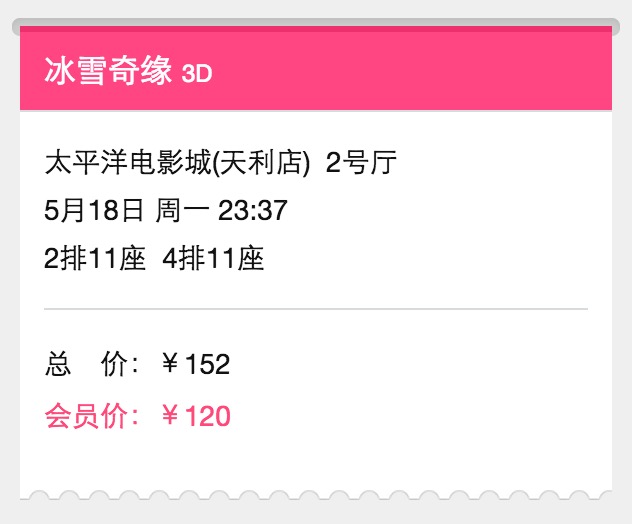 冰雪奇缘 3D
太平洋电影城(天利店) 2号厅
5月18日 周一 23:37
2排11座 4排11座
总 价：￥152
会员价：￥120